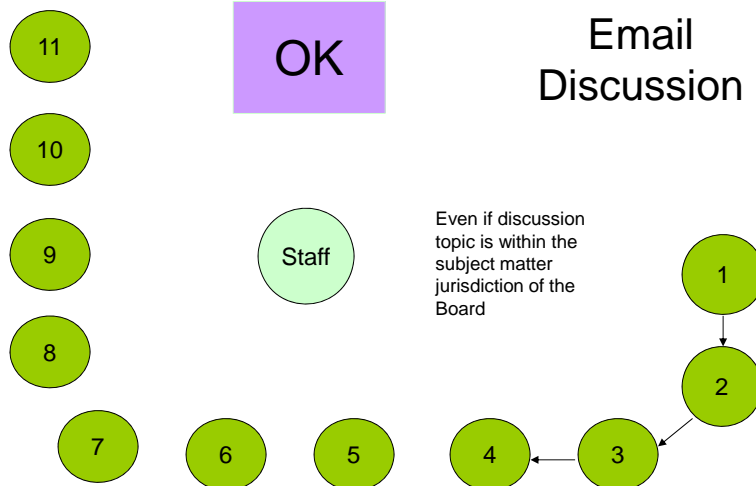 Email
Discussion
OK
11
10
9
8
7
6
5
4
3
2
1
Staff
Even if discussion
topic is within the
subject matter
jurisdiction of the
Board